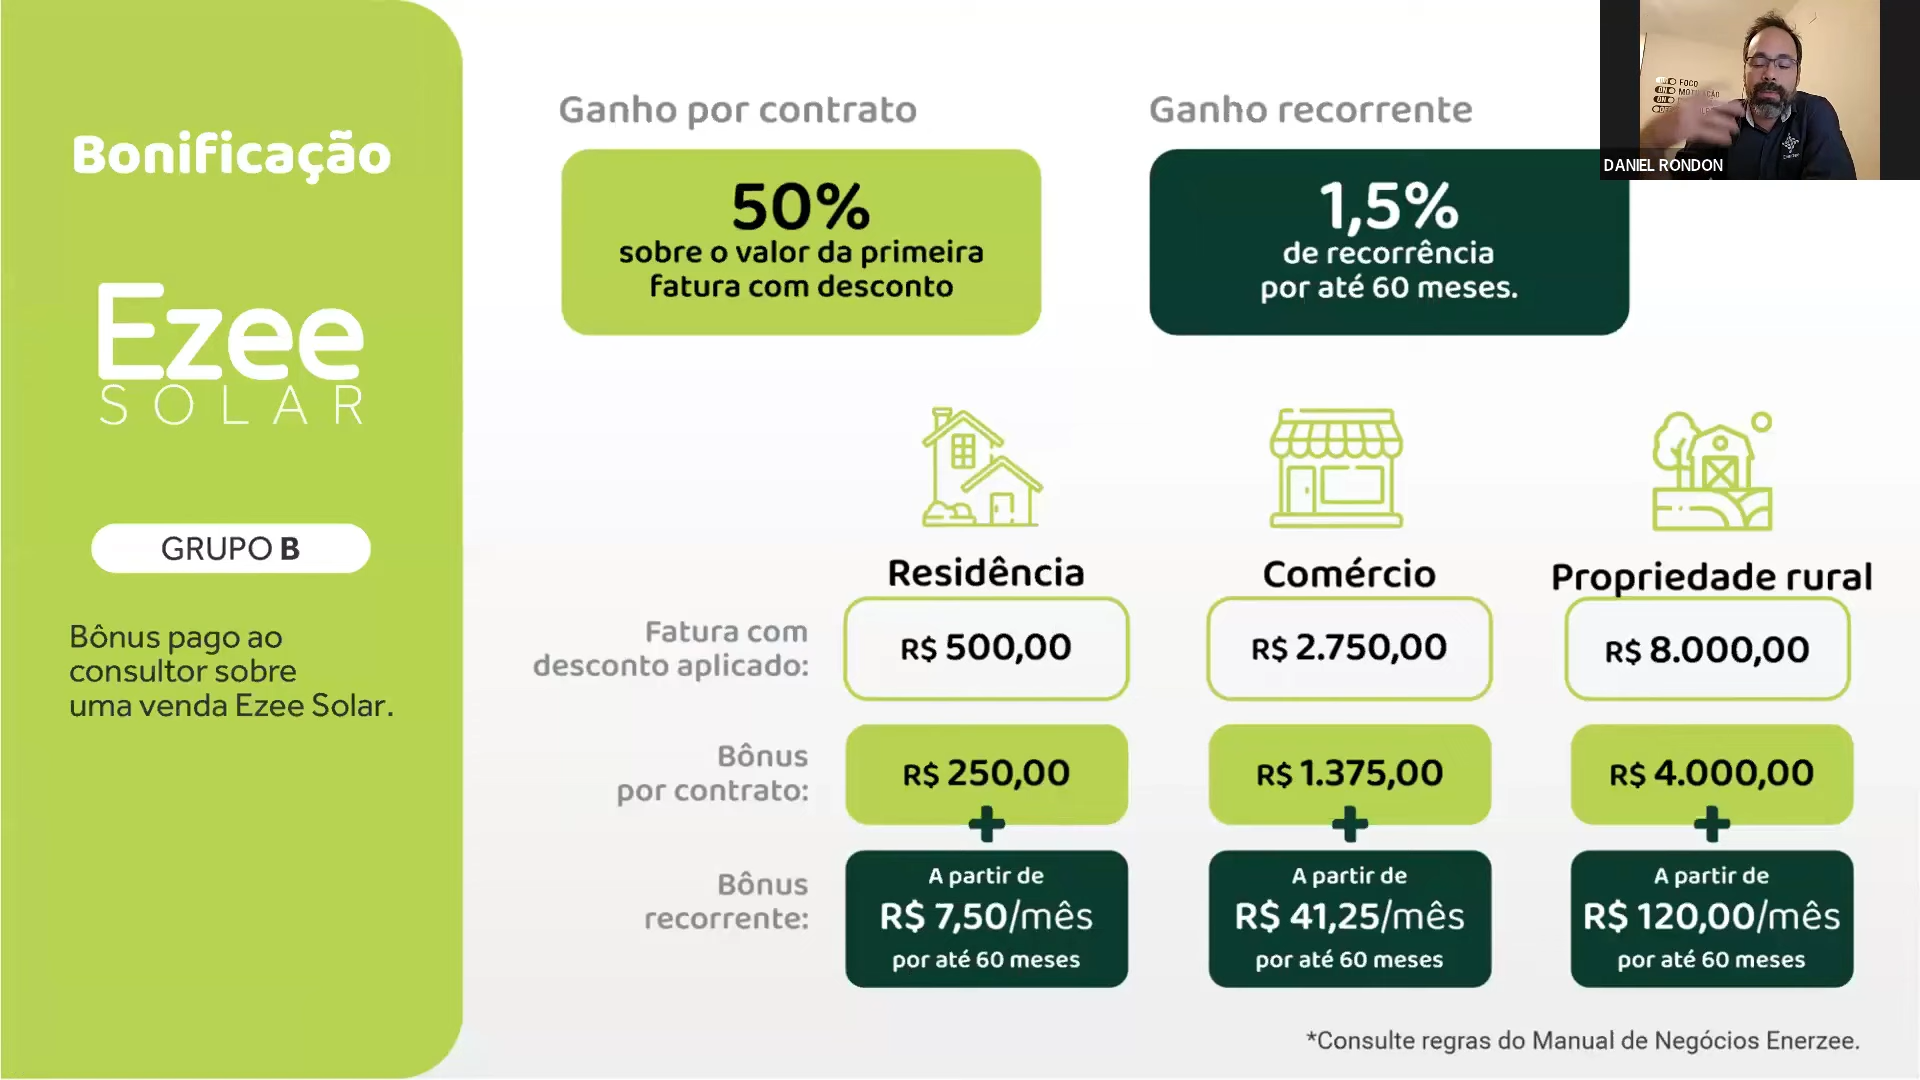 Bonificação
Ezee
SOLAR
GRUPO B
Bônus pago ao
consultor sobre
uma venda Ezee Solar.
Ganho por contrato
50%
sobre o valor da primeira
fatura com desconto
Ganho recorrente
1,5%
de recorrência
por até 60 meses.
FOCO
DANIEL RONDON
Residência
Comércio
Propriedade rural
Fatura com
desconto aplicado:
R$ 500,00
R$ 2.750,00
R$ 8.000,00
Bônus
por contrato:
R$ 250,00
R$ 1.375,00
R$ 4.000,00
+
+
+
Bônus
recorrente:
A partir de
R$ 7,50/mês
por até 60 meses
A partir de
R$ 41,25/mês
por até 60 meses
A partir de
R$ 120,00/mês
por até 60 meses
*Consulte regras do Manual de Negócios Enerzee.